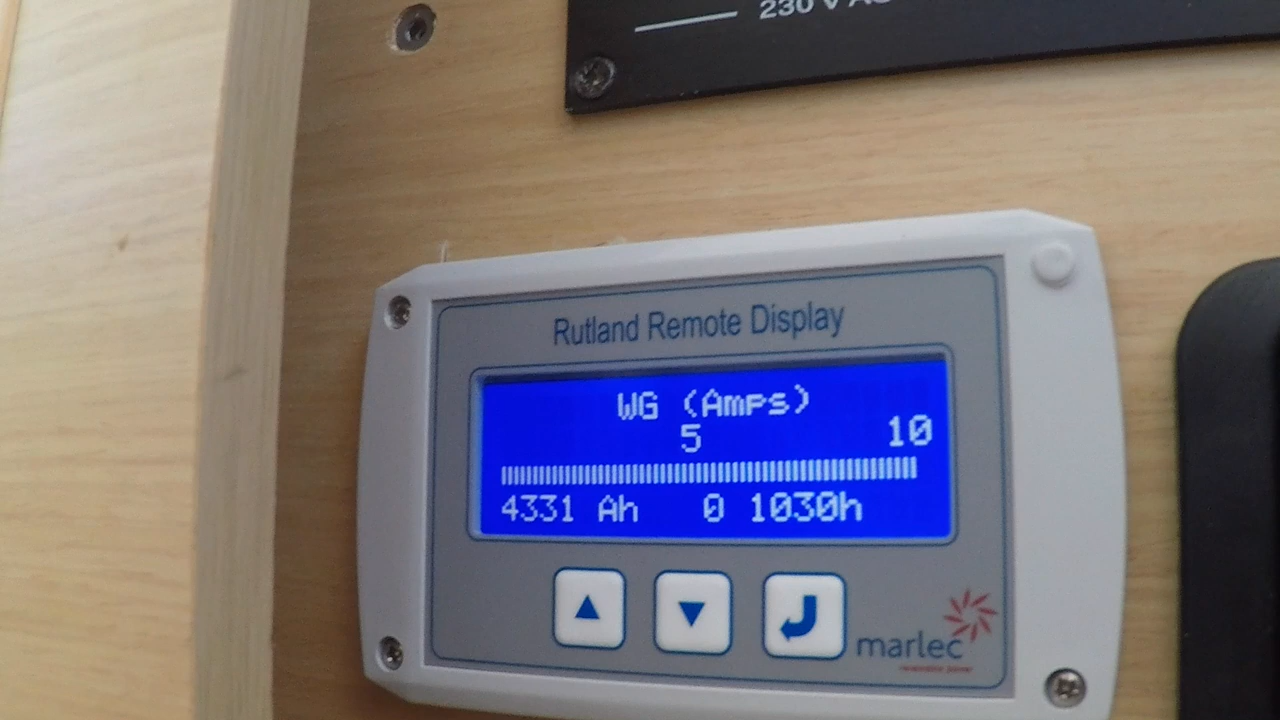 230 V AC
Rutland Remote Display
WG (Amps)
5 10
4331 Ah 0 1030h
marlec